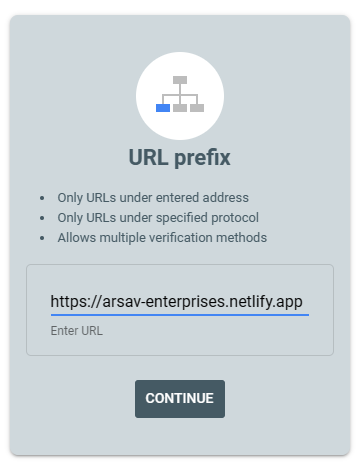 URL prefix
• Only URLs under entered address
• Only URLs under specified protocol
• Allows multiple verification methods
https://arsav-enterprises.netlify.app
Enter URL
CONTINUE